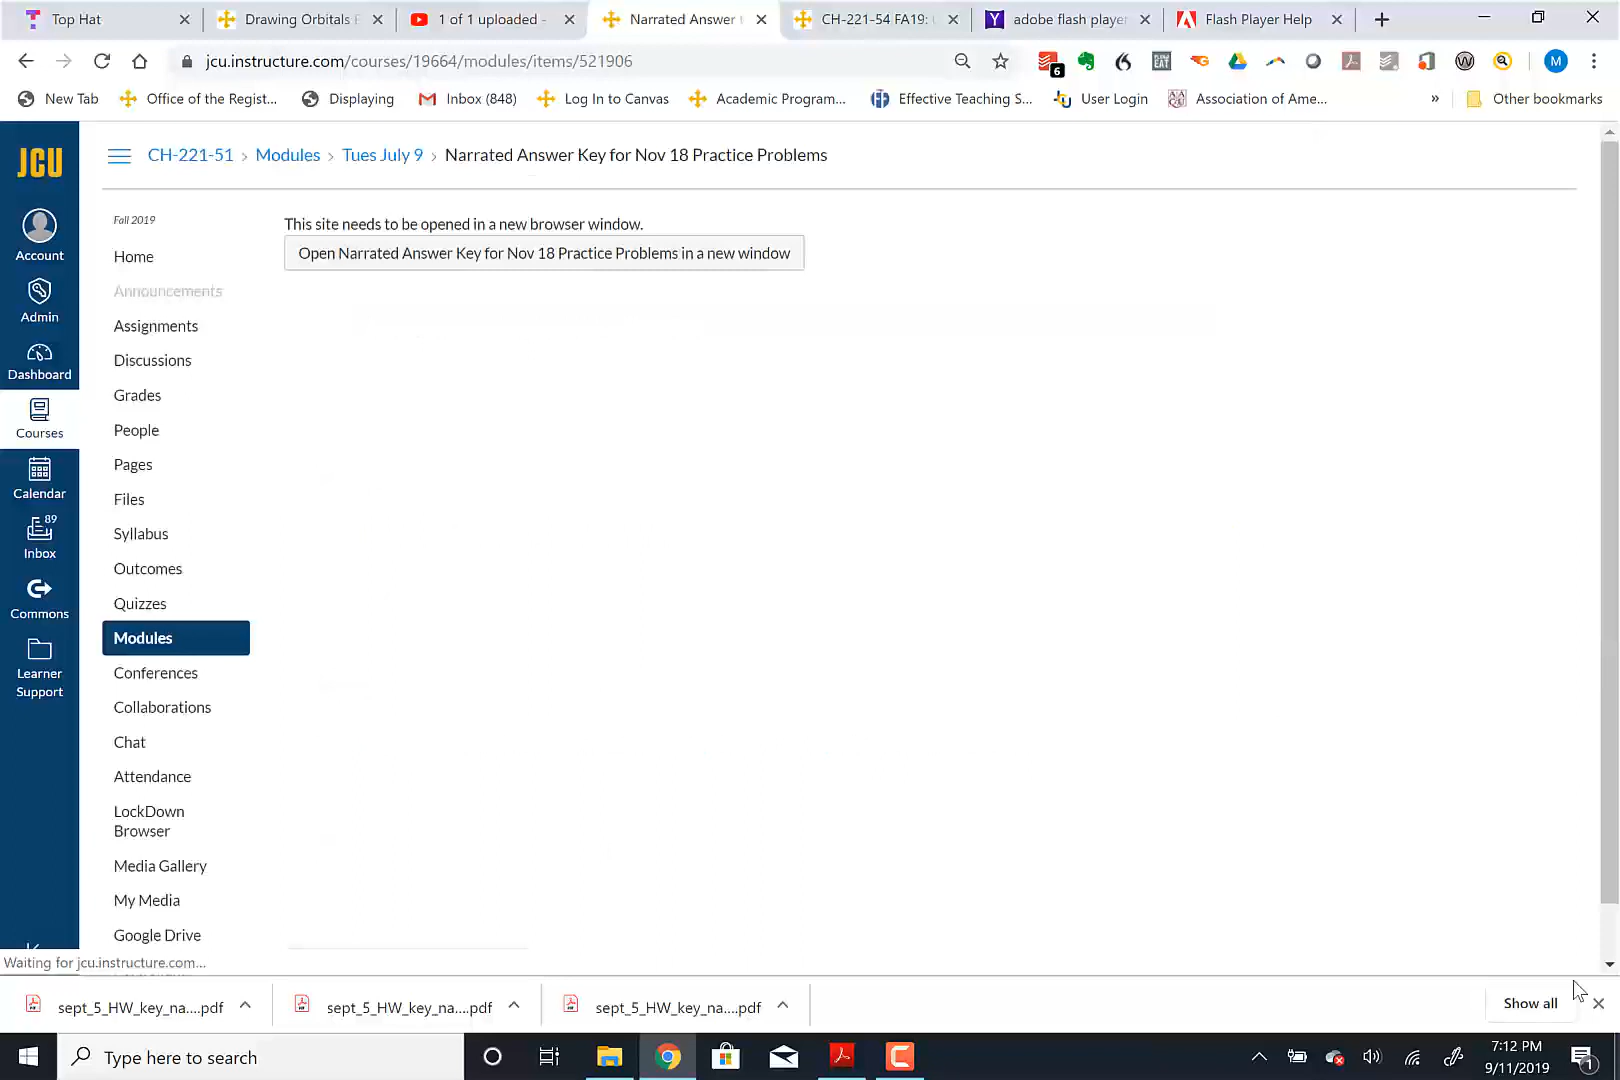 Top Hat
Drawing Orbitals
1 of 1 uploaded -
Narrated Answer
CH-221-54 FA19:
adobe flash player
Flash Player Help
jcu.instructure.com/courses/19664/modules/items/521906
6
M
New Tab
Office of the Regist...
Displaying
Inbox (848)
Log In to Canvas
Academic Program...
Effective Teaching S...
User Login
Association of Ame...
»
Other bookmarks
JCU
CH-221-51 › Modules › Tues July 9 › Narrated Answer Key for Nov 18 Practice Problems
Account
Admin
Dashboard
Courses
Calendar
89
Inbox
Commons
Learner
Support
Fall 2019
Home
Announcements
Assignments
Discussions
Grades
People
Pages
Files
Syllabus
Outcomes
Quizzes
Modules
Conferences
Collaborations
Chat
Attendance
LockDown
Browser
Media Gallery
My Media
Google Drive
This site needs to be opened in a new browser window.
Open Narrated Answer Key for Nov 18 Practice Problems in a new window
Waiting for jcu.instructure.com...
sept_5_HW_key_na....pdf
sept_5_HW_key_na....pdf
sept_5_HW_key_na....pdf
Show all
Type here to search
7:12 PM
9/11/2019
1